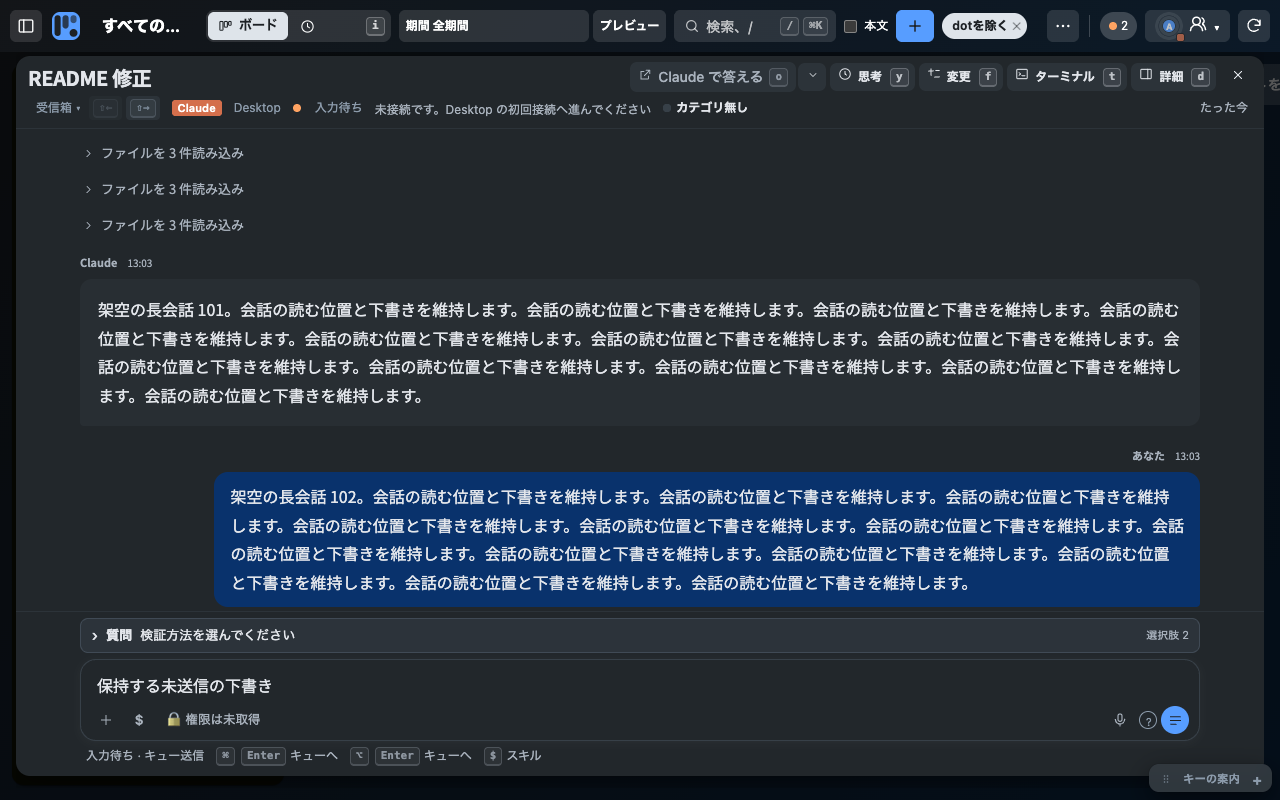 すべての...
ボード
i
期間 全期間
プレビュー
検索、/
/
⌘K
本文
+
dotを除く ×
...
2
A
README 修正
Claude で答える o
思考 y
変更 f
ターミナル t
詳細 d
×
受信箱
⇧←
⇧→
Claude
Desktop
入力待ち
未接続です。Desktop の初回接続へ進んでください
カテゴリ無し
たった今
ファイルを 3 件読み込み
ファイルを 3 件読み込み
ファイルを 3 件読み込み
Claude 13:03
架空の長会話 101。会話の読む位置と下書きを維持します。会話の読む位置と下書きを維持します。会話の読む位置と下書きを維持します。会話の読む
位置と下書きを維持します。会話の読む位置と下書きを維持します。会話の読む位置と下書きを維持します。会話の読む位置と下書きを維持します。会
話の読む位置と下書きを維持します。会話の読む位置と下書きを維持します。会話の読む位置と下書きを維持します。会話の読む位置と下書きを維持し
ます。会話の読む位置と下書きを維持します。
あなた 13:03
架空の長会話 102。会話の読む位置と下書きを維持します。会話の読む位置と下書きを維持します。会話の読む位置と下書きを維持
します。会話の読む位置と下書きを維持します。会話の読む位置と下書きを維持します。会話の読む位置と下書きを維持します。会話
の読む位置と下書きを維持します。会話の読む位置と下書きを維持します。会話の読む位置と下書きを維持します。会話の読む位置
と下書きを維持します。会話の読む位置と下書きを維持します。会話の読む位置と下書きを維持します。
質問 検証方法を選んでください
選択肢 2
保持する未送信の下書き
+ $ 権限は未取得
?
入力待ち · キュー送信 ⌘ Enter キューへ ⌥ Enter キューへ $ スキル
キーの案内 +